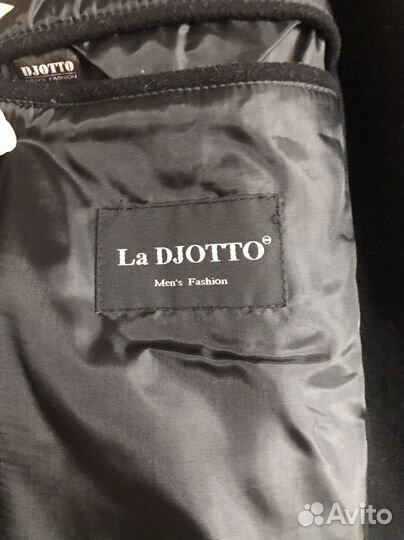 DJOTTO
MEN'S FASHION
La DJOTTO
Men's Fashion
Avito